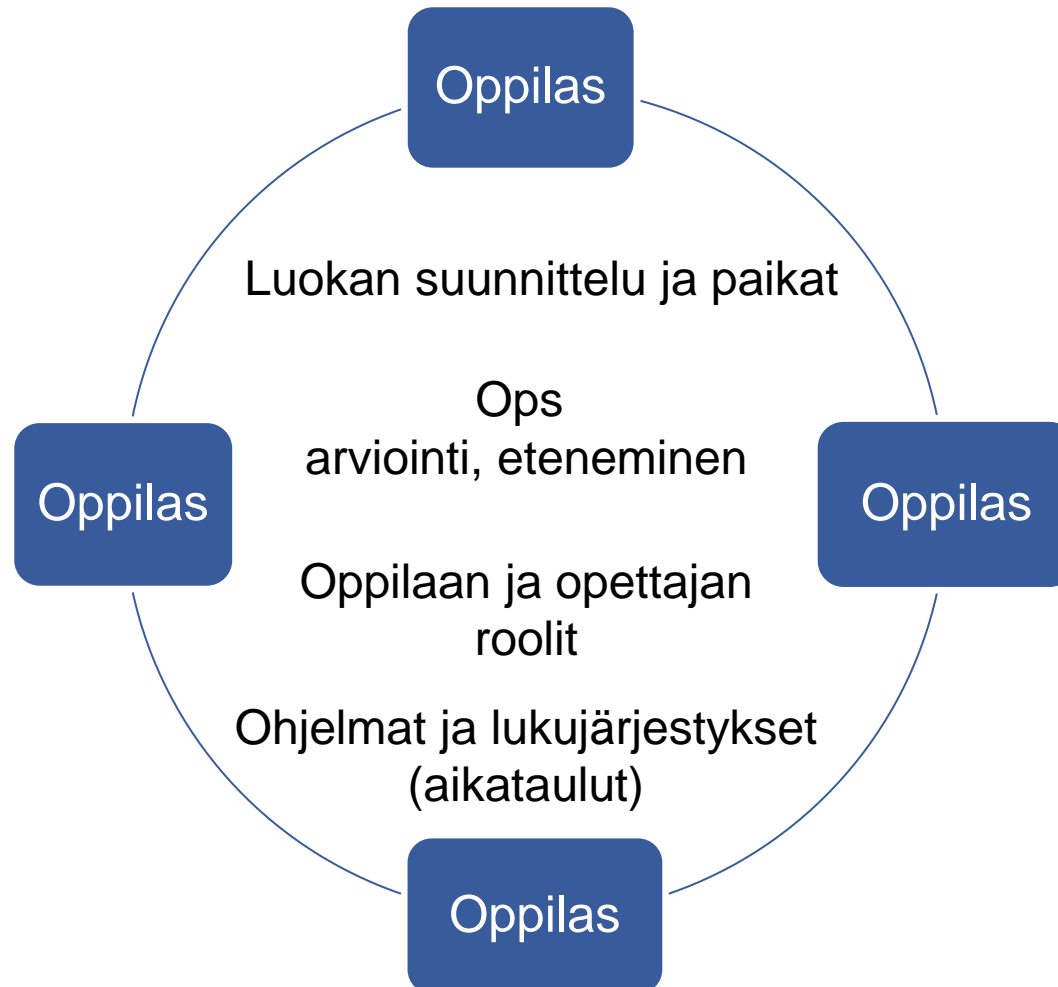 Oppilas
Luokan suunnittelu ja paikat
Ops
arviointi, eteneminen
Oppilas
Oppilas
Oppilaan ja opettajan
roolit
Ohjelmat ja lukujärjestykset
(aikataulut)
Oppilas